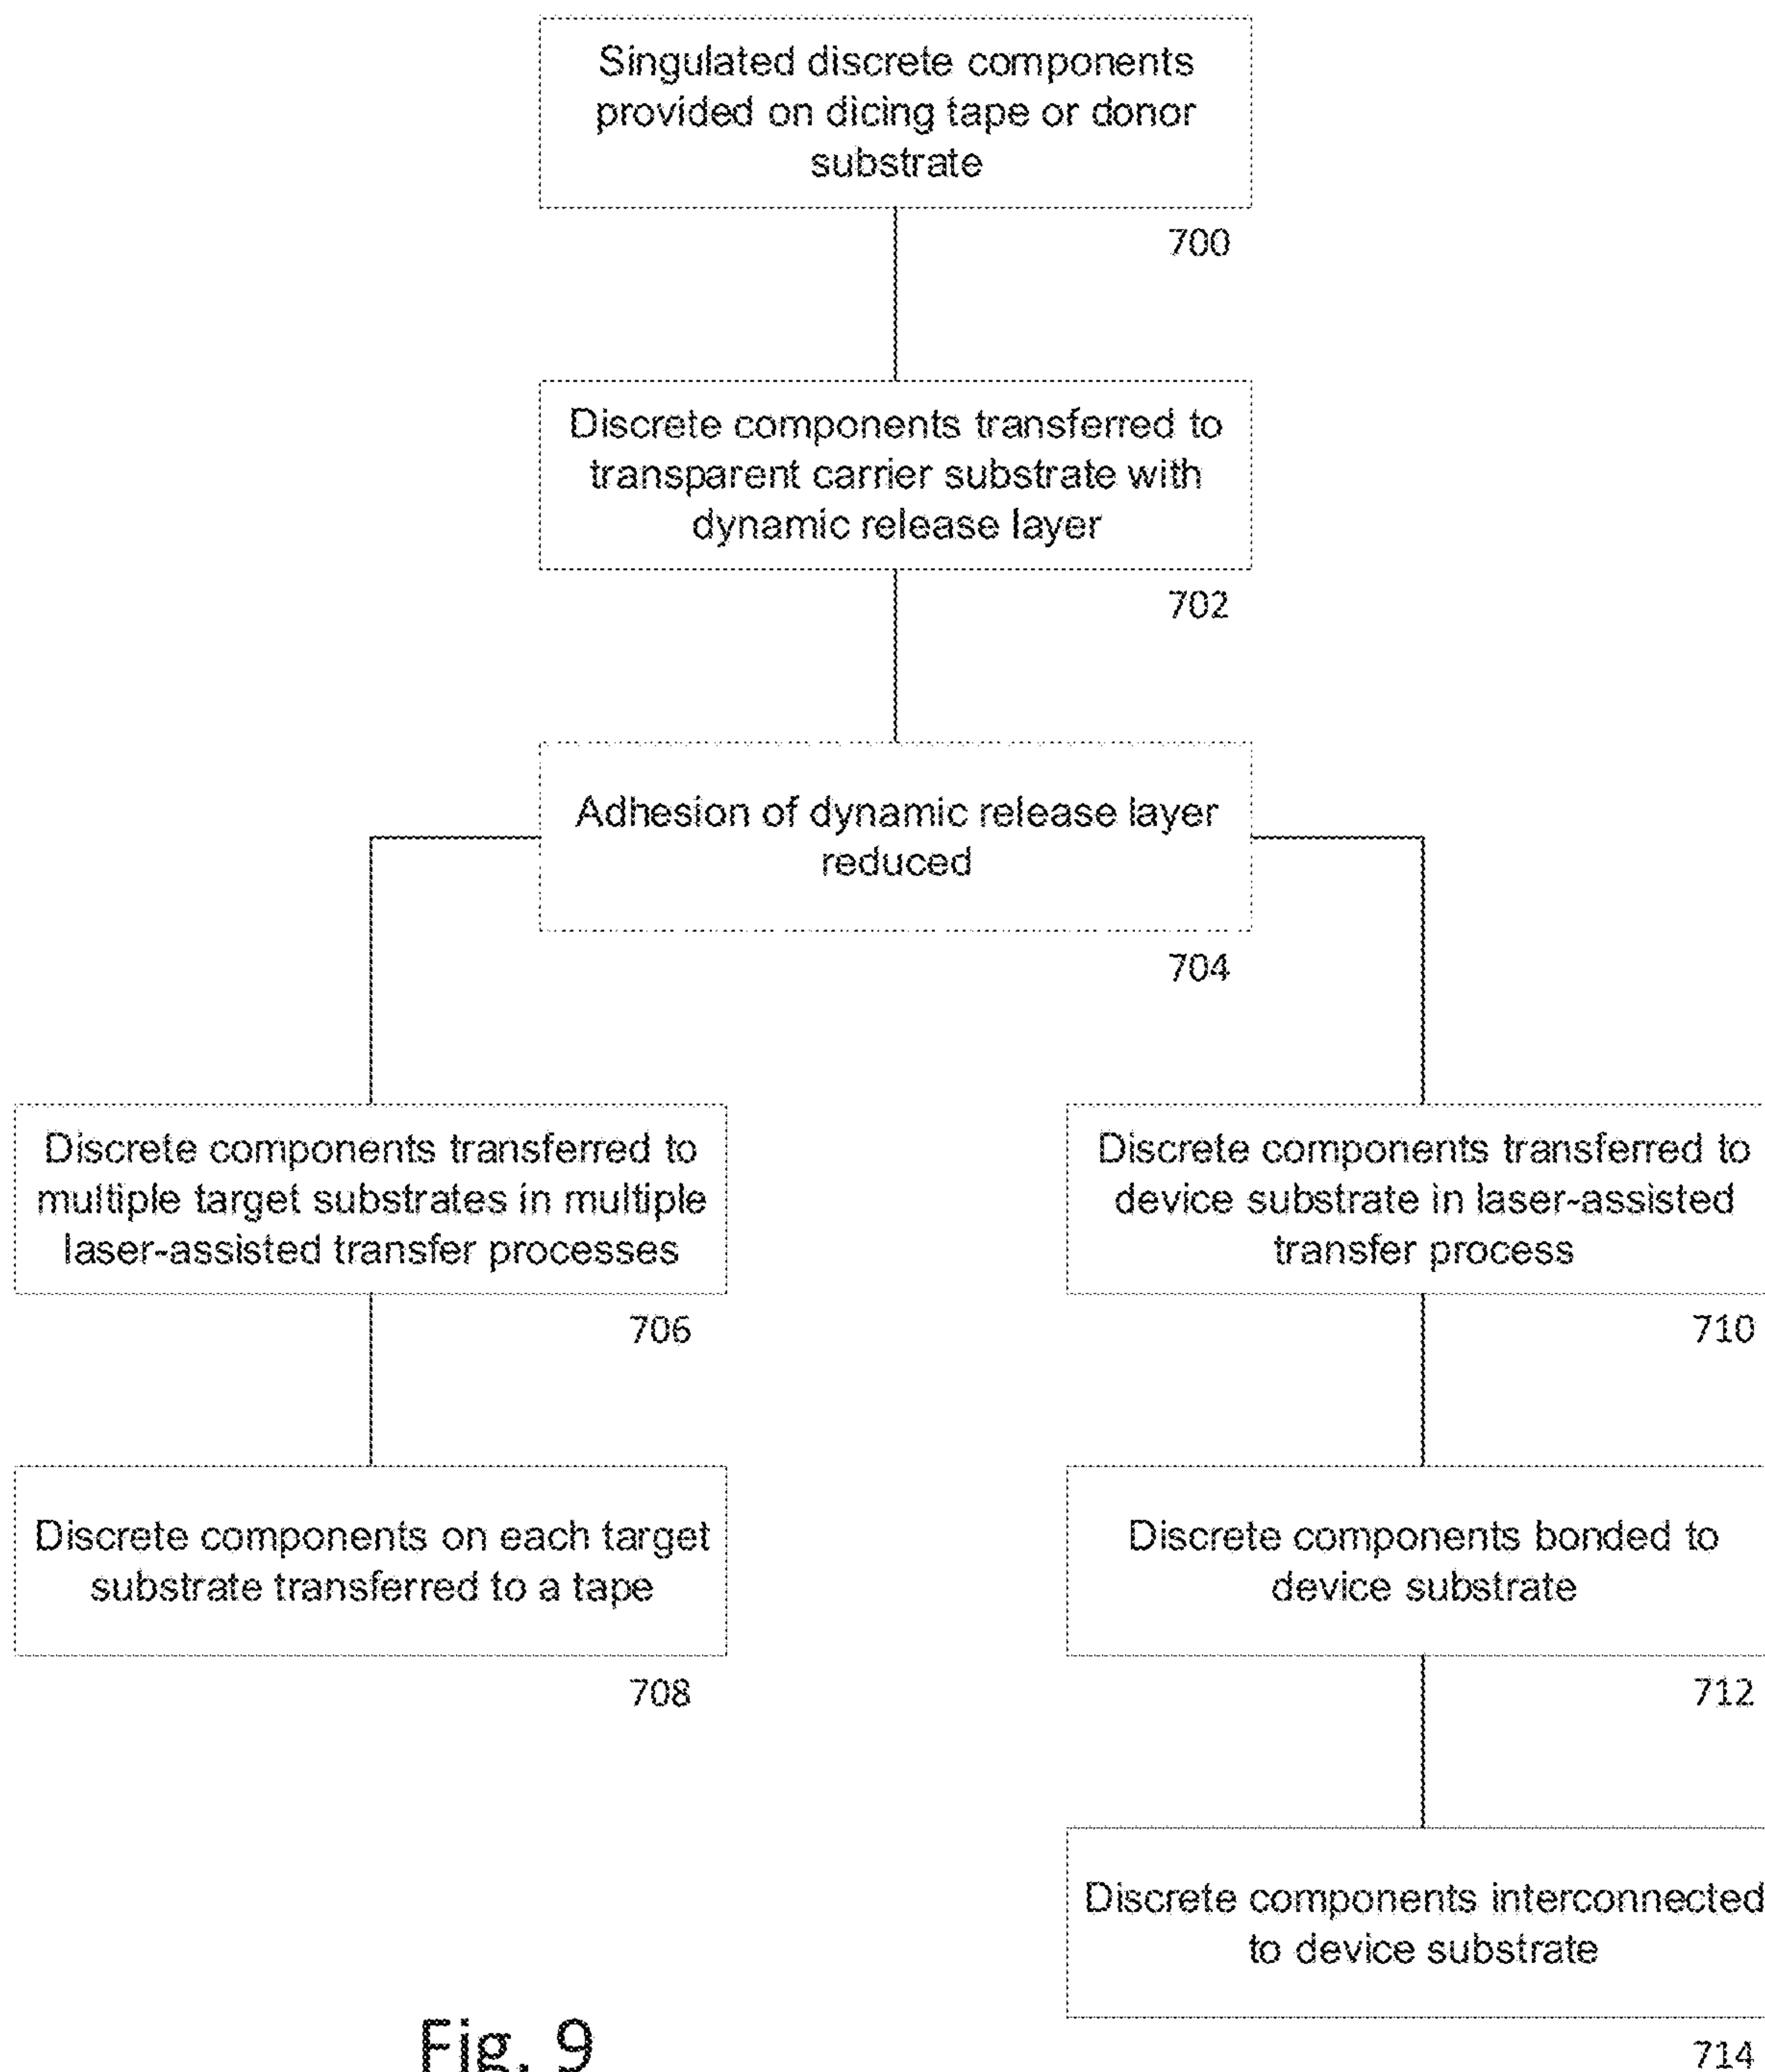 Singulated discrete components
provided on dicing tape or donor
substrate
700
Discrete components transferred to
transparent carrier substrate with
dynamic release layer
702
Adhesion of dynamic release layer
reduced
704
Discrete components transferred to
multiple target substrates in multiple
laser-assisted transfer processes
706
Discrete components on each target
substrate transferred to a tape
708
Discrete components transferred to
device substrate in laser-assisted
transfer process
710
Discrete components bonded to
device substrate
712
Discrete components interconnected
to device substrate
714
Fig. 9